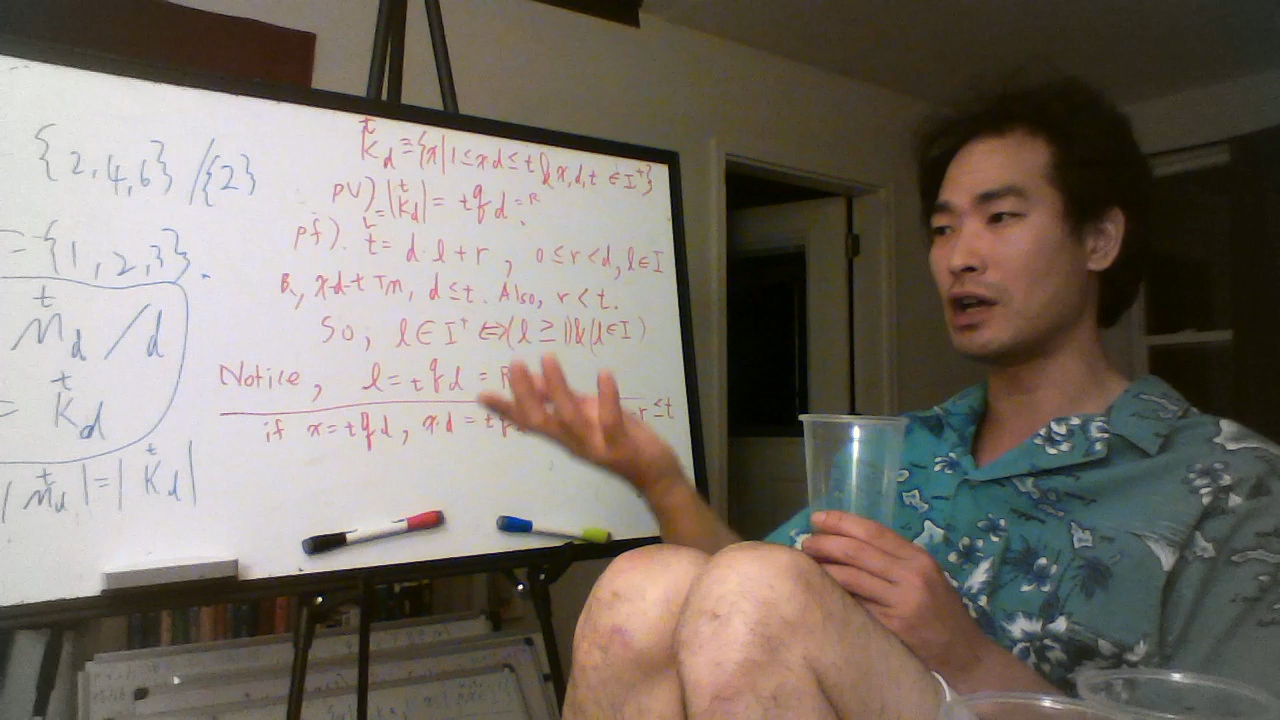 {2,4,6} /{2}
= {1,2,3}.
t
M_d / d
t
= K_d
t t
| M_d | = | K_d |
t
K_d ≡ {x | 1 ≤ xd ≤ t & x,d,t ∈ I⁺}
t
pv) |K_d| = t q d = R
pf). t = d·l + r , 0 ≤ r < d, l ∈ I
d ≤ t. Also, r < t.
So, l ∈ I⁺ ⇔ (l ≥ 1) & (l ∈ I)
Notice, l = t q d = R
if x = t q d , x·d = t q r ≤ t